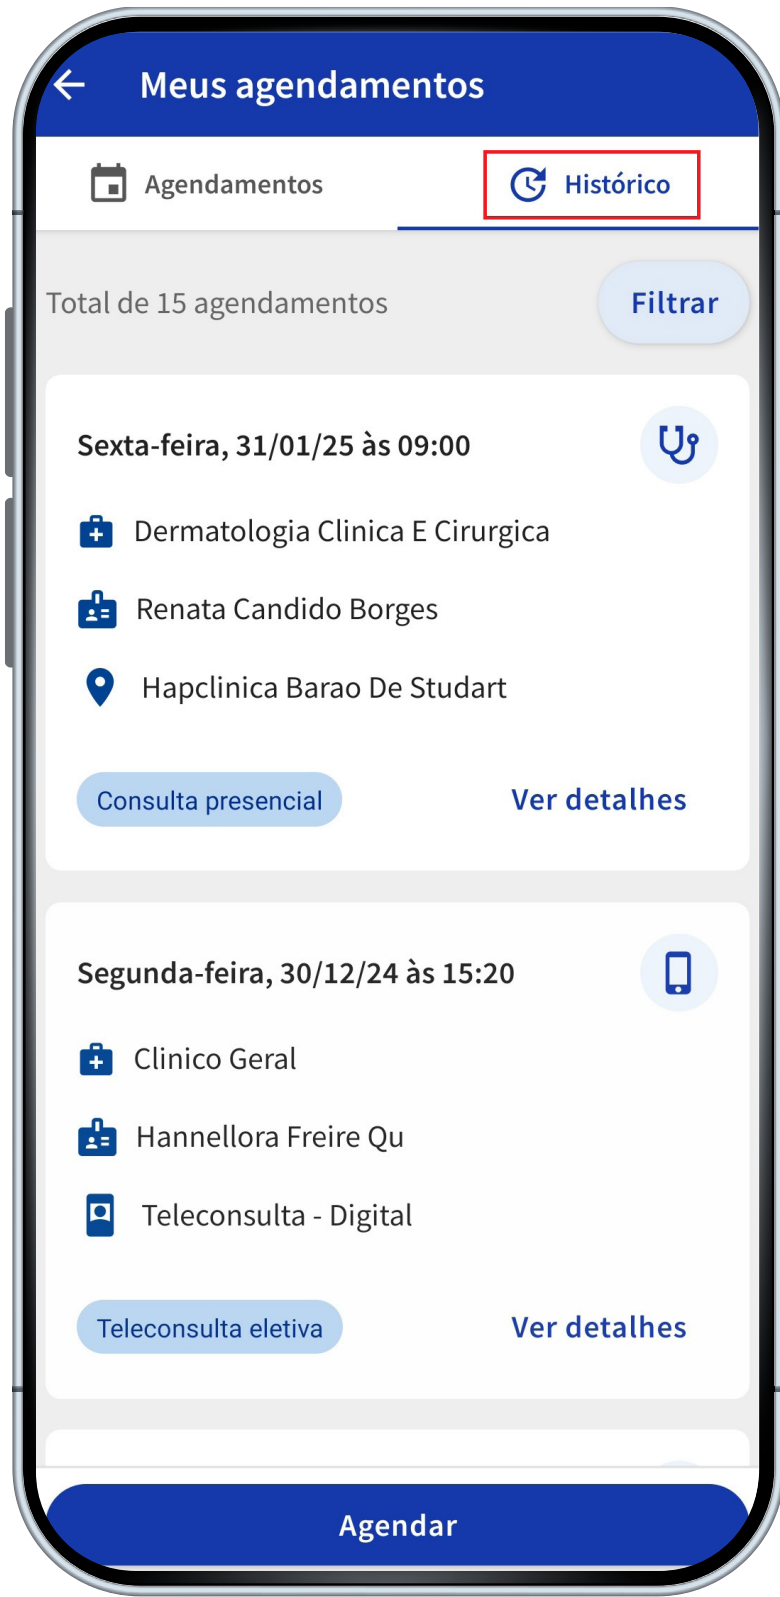 Meus agendamentos
Agendamentos
Histórico
Total de 15 agendamentos
Filtrar
Sexta-feira, 31/01/25 às 09:00
Dermatologia Clinica E Cirurgica
Renata Candido Borges
Hapclinica Barao De Studart
Consulta presencial
Ver detalhes
Segunda-feira, 30/12/24 às 15:20
Clinico Geral
Hannellora Freire Qu
Teleconsulta - Digital
Teleconsulta eletiva
Ver detalhes
Agendar